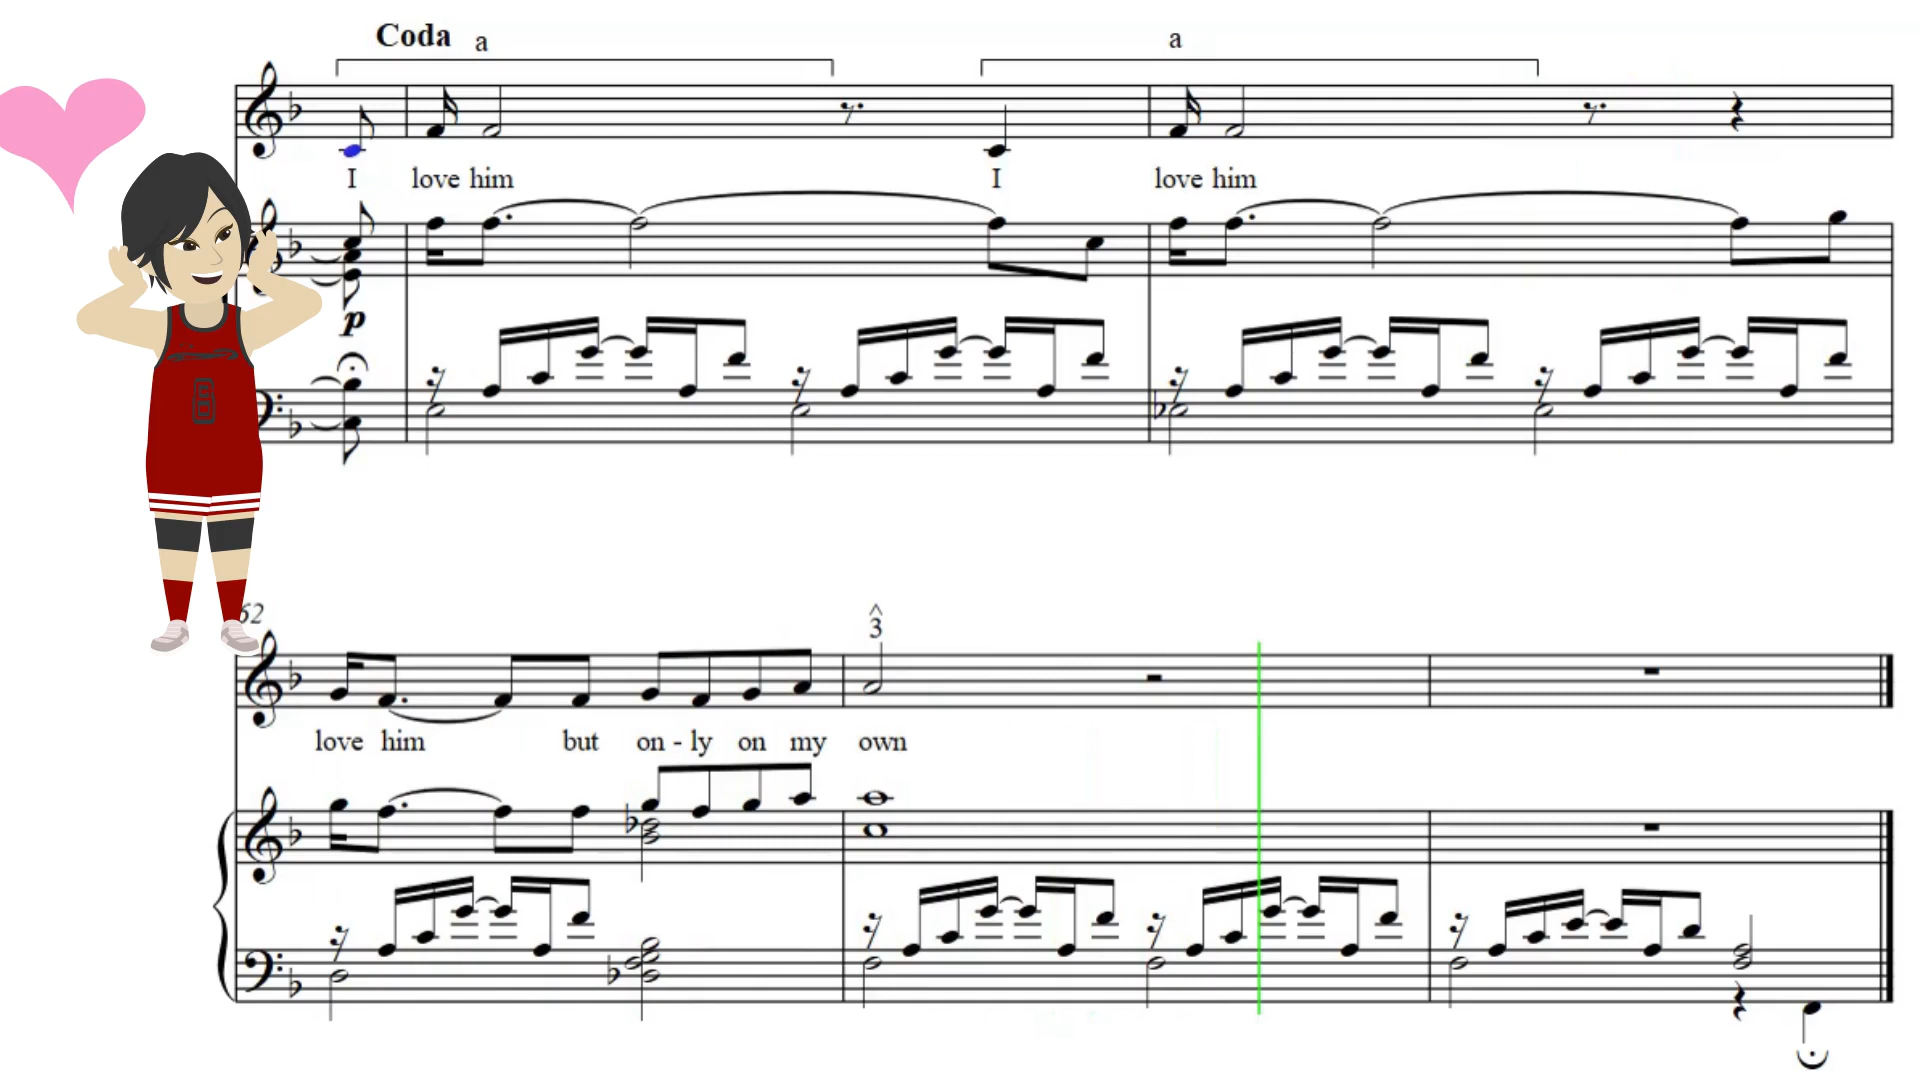 Coda a
a
I love him I love him
p
62
^
3
love him but on - ly on my own